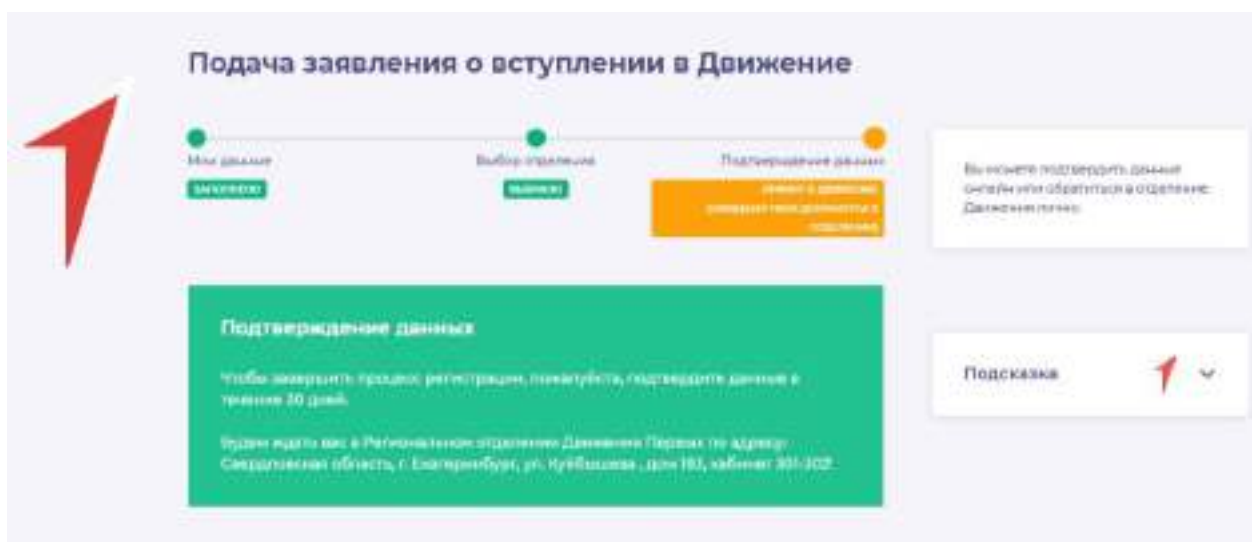 Подача заявления о вступлении в Движение
Мои данные
Выбор отделения
Подтверждение данных
ЗАПОЛНЕНО
ВЫБРАНО
Вы можете подтвердить данные
онлайн или обратиться в отделение
Движения лично.
Подтверждение данных
Чтобы завершить процесс регистрации, пожалуйста, подтвердите данные в
течение 30 дней.
Будем ждать вас в Региональном отделении Движения Первых по адресу:
Свердловская область, г. Екатеринбург, ул. Куйбышева, дом
кабинет 301-302
Подсказка